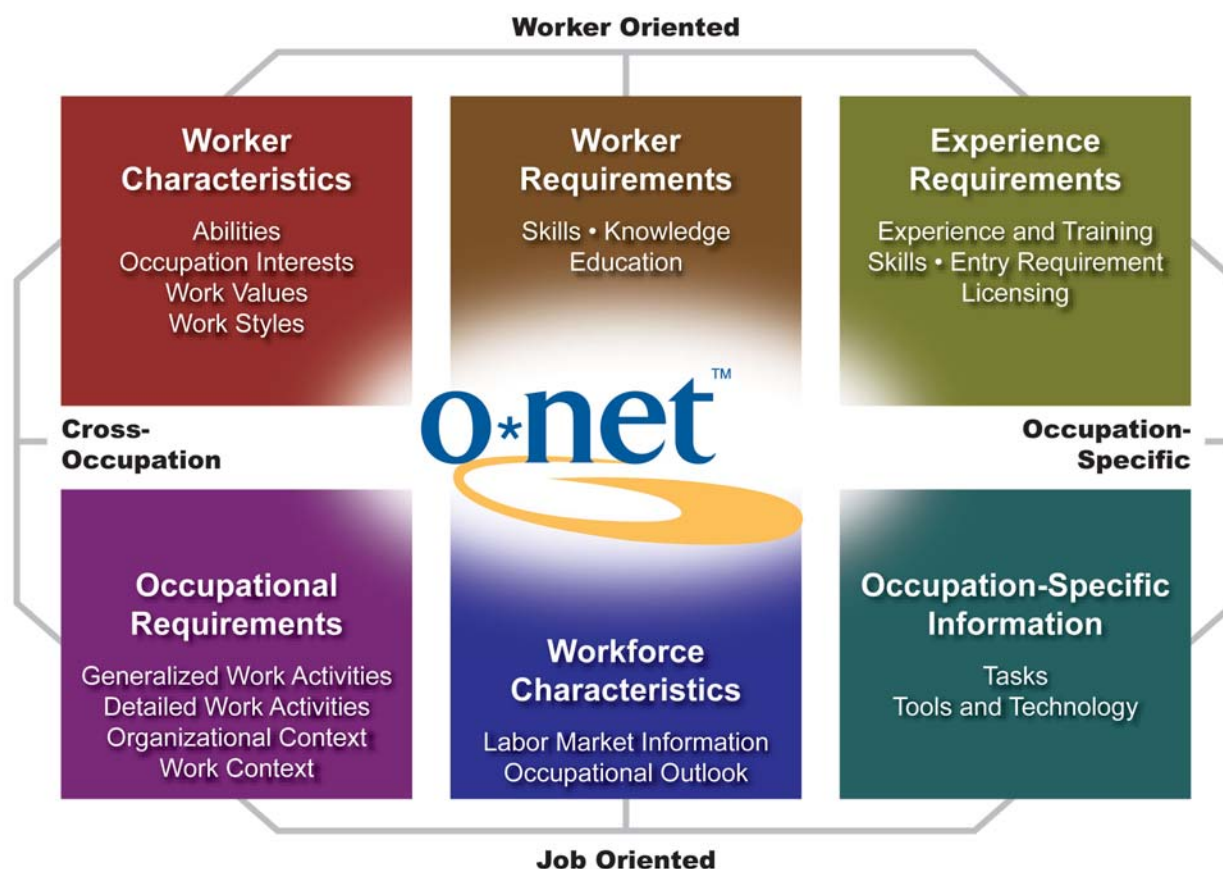 Worker Oriented
Worker
Characteristics
Abilities
Occupation Interests
Work Values
Work Styles
Worker
Requirements
Skills • Knowledge
Education
Experience
Requirements
Experience and Training
Skills • Entry Requirement
Licensing
Cross-
Occupation
o*net™
Occupation-
Specific
Occupational
Requirements
Generalized Work Activities
Detailed Work Activities
Organizational Context
Work Context
Workforce
Characteristics
Labor Market Information
Occupational Outlook
Occupation-Specific
Information
Tasks
Tools and Technology
Job Oriented